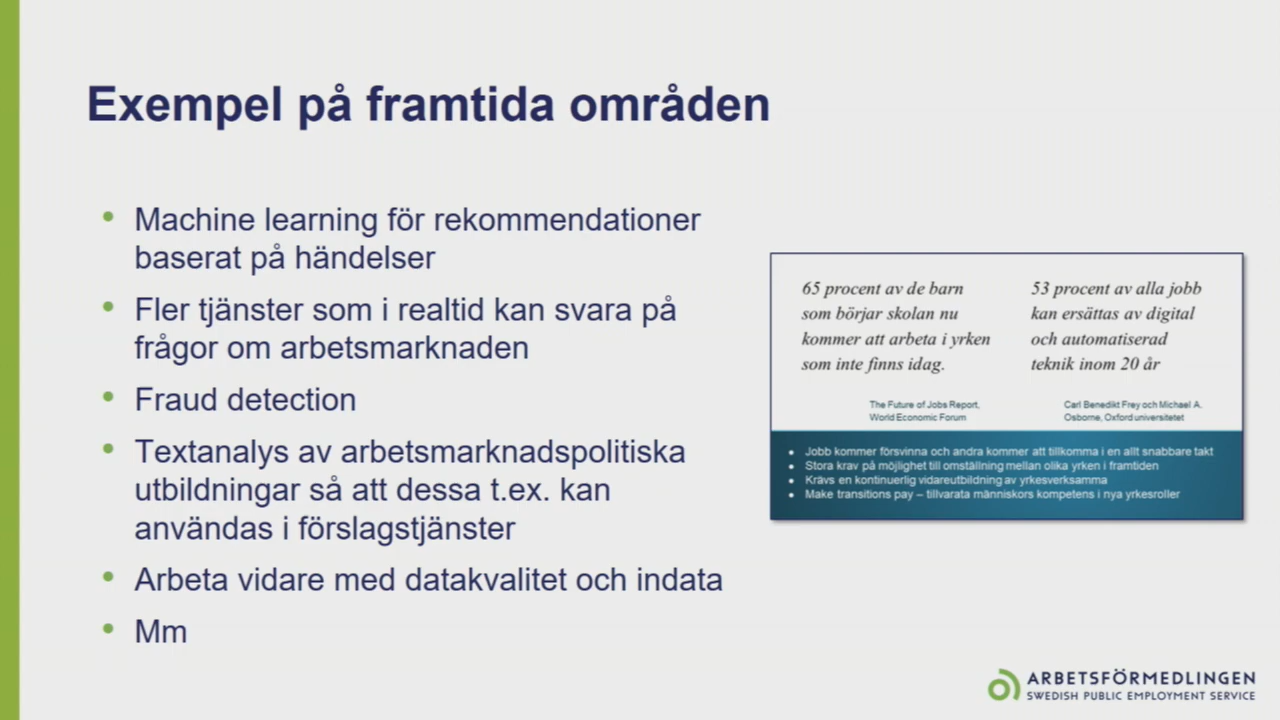 Exempel på framtida områden
• Machine learning för rekommendationer
baserat på händelser
• Fler tjänster som i realtid kan svara på
frågor om arbetsmarknaden
• Fraud detection
• Textanalys av arbetsmarknadspolitiska
utbildningar så att dessa t.ex. kan
användas i förslagstjänster
• Arbeta vidare med datakvalitet och indata
• Mm
65 procent av de barn
som börjar skolan nu
kommer att arbeta i yrken
som inte finns idag.
The Future of Jobs Report,
World Economic Forum
53 procent av alla jobb
kan ersättas av digital
och automatiserad
teknik inom 20 år
Carl Benedikt Frey och Michael A.
Osborne, Oxford universitetet
• Jobb kommer försvinna och andra kommer att tillkomma i en allt snabbare takt
• Stora krav på möjlighet till omställning mellan olika yrken i framtiden
• Krävs en kontinuerlig vidareutbildning av yrkesverksamma
• Make transitions pay – tillvarata människors kompetens i nya yrkesroller
ARBETSFÖRMEDLINGEN
SWEDISH PUBLIC EMPLOYMENT SERVICE